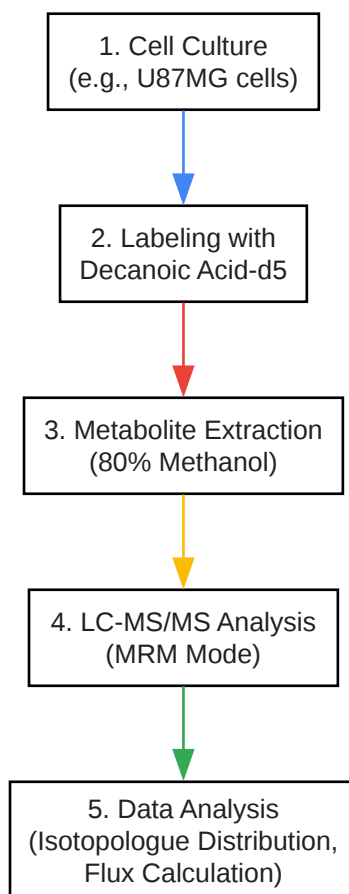 1. Cell Culture
(e.g., U87MG cells)
2. Labeling with
Decanoic Acid-d5
3. Metabolite Extraction
(80% Methanol)
4. LC-MS/MS Analysis
(MRM Mode)
5. Data Analysis
(Isotopologue Distribution,
Flux Calculation)